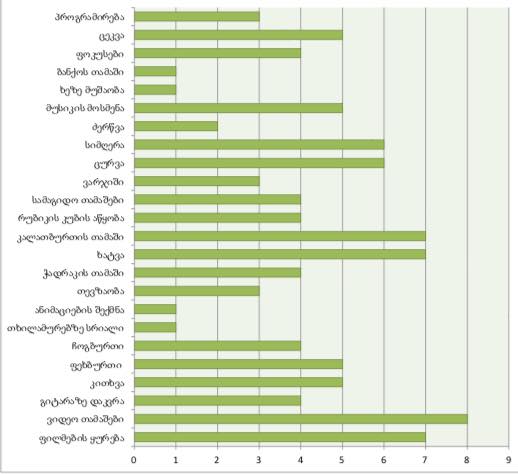 პროგრამირება
ცეკვა
ფოკუსები
ბანქოს თამაში
ხეზე მუშაობა
მუსიკის მოსმენა
ძერწვა
სიმღერა
ცურვა
ვარჯიში
სამაგიდო თამაშები
რუბიკის კუბის აწყობა
კალათბურთის თამაში
ხატვა
ჭადრაკის თამაში
თევზაობა
ანიმაციების შექმნა
თხილამურებზე სრიალი
ჩოგბურთი
ფეხბურთი
კითხვა
გიტარაზე დაკვრა
ვიდეო თამაშები
ფილმების ყურება
0 1 2 3 4 5 6 7 8 9